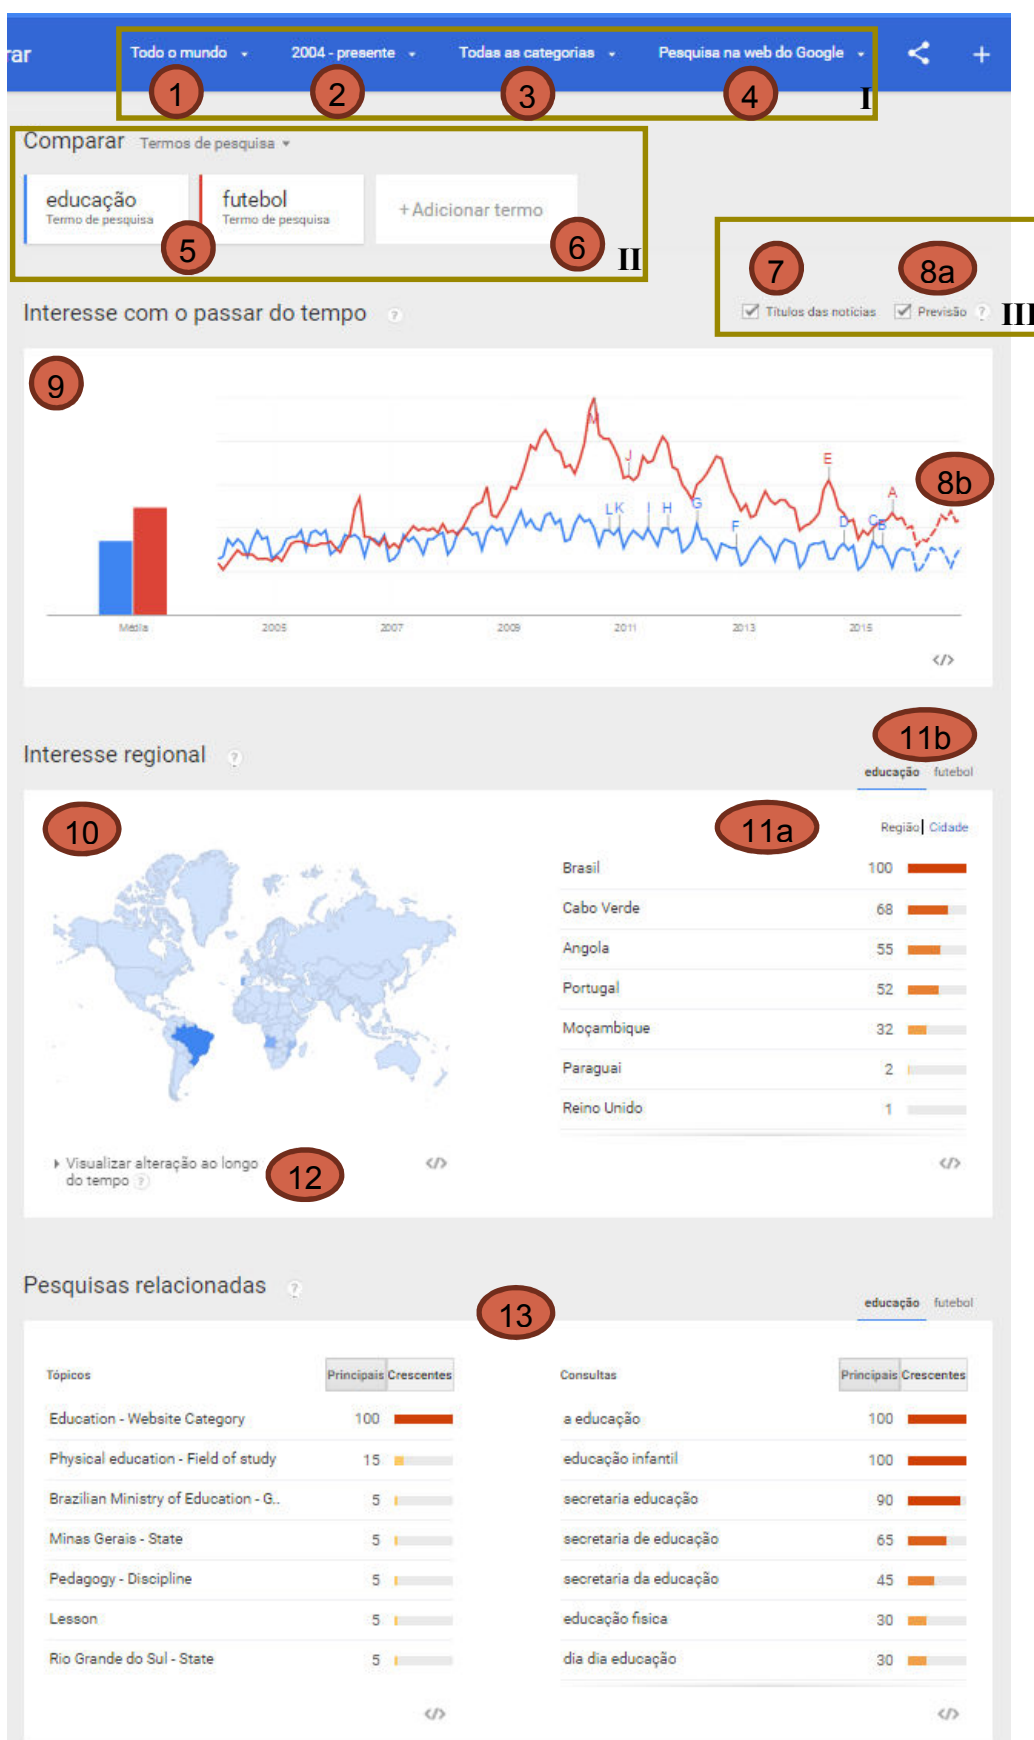 rar
Todo o mundo
2004 - presente
Todas as categorias
Pesquisa na web do Google
1
2
3
4
I
Comparar Termos de pesquisa
educação
Termo de pesquisa
futebol
Termo de pesquisa
+Adicionar termo
5
6
II
7
8a
Interesse com o passar do tempo ?
Títulos das notícias
Previsão ?
III
9
M
J
E
8b
A
L K I H G
F D C B
Média 2005 2007 2009 2011 2013 2015
</>
Interesse regional ?
11b
educação futebol
10
11a
Região Cidade
Brasil 100
Cabo Verde 68
Angola 55
Portugal 52
Moçambique 32
Paraguai 2
Reino Unido 1
Visualizar alteração ao longo
do tempo ?
12
</>
</>
Pesquisas relacionadas ?
13
educação futebol
Tópicos Principais Crescentes
Education - Website Category 100
Physical education - Field of study 15
Brazilian Ministry of Education - G.. 5
Minas Gerais - State 5
Pedagogy - Discipline 5
Lesson 5
Rio Grande do Sul - State 5
</>
Consultas Principais Crescentes
a educação 100
educação infantil 100
secretaria educação 90
secretaria de educação 65
secretaria da educação 45
educação fisica 30
dia dia educação 30
</>